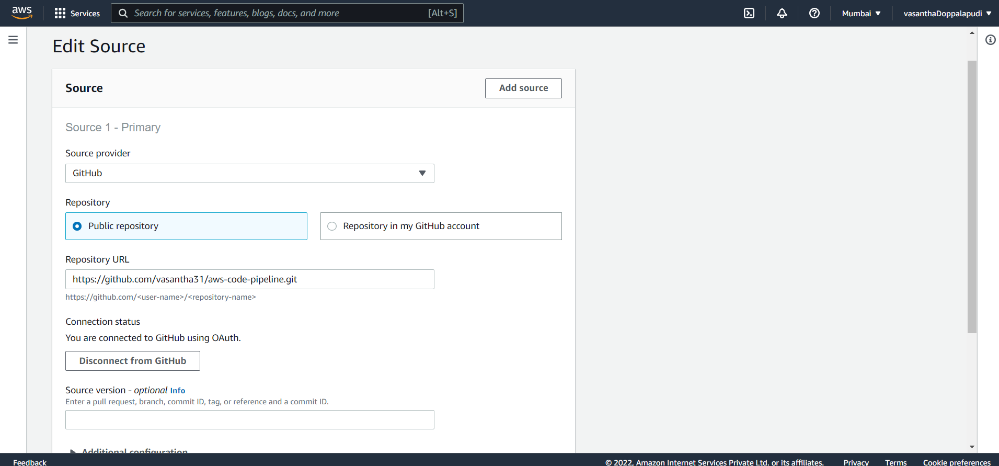 aws Services Search for services, features, blogs, docs, and more [Alt+S] Mumbai ▼ vasanthaDoppalapudi ▼
Edit Source
Source Add source
Source 1 - Primary
Source provider
GitHub
Repository
Public repository Repository in my GitHub account
Repository URL
https://github.com/vasantha31/aws-code-pipeline.git
https://github.com/<user-name>/<repository-name>
Connection status
You are connected to GitHub using OAuth.
Disconnect from GitHub
Source version - optional Info
Enter a pull request, branch, commit ID, tag, or reference and a commit ID.
Additional configuration
Feedback © 2022, Amazon Internet Services Private Ltd. or its affiliates. Privacy Terms Cookie preferences